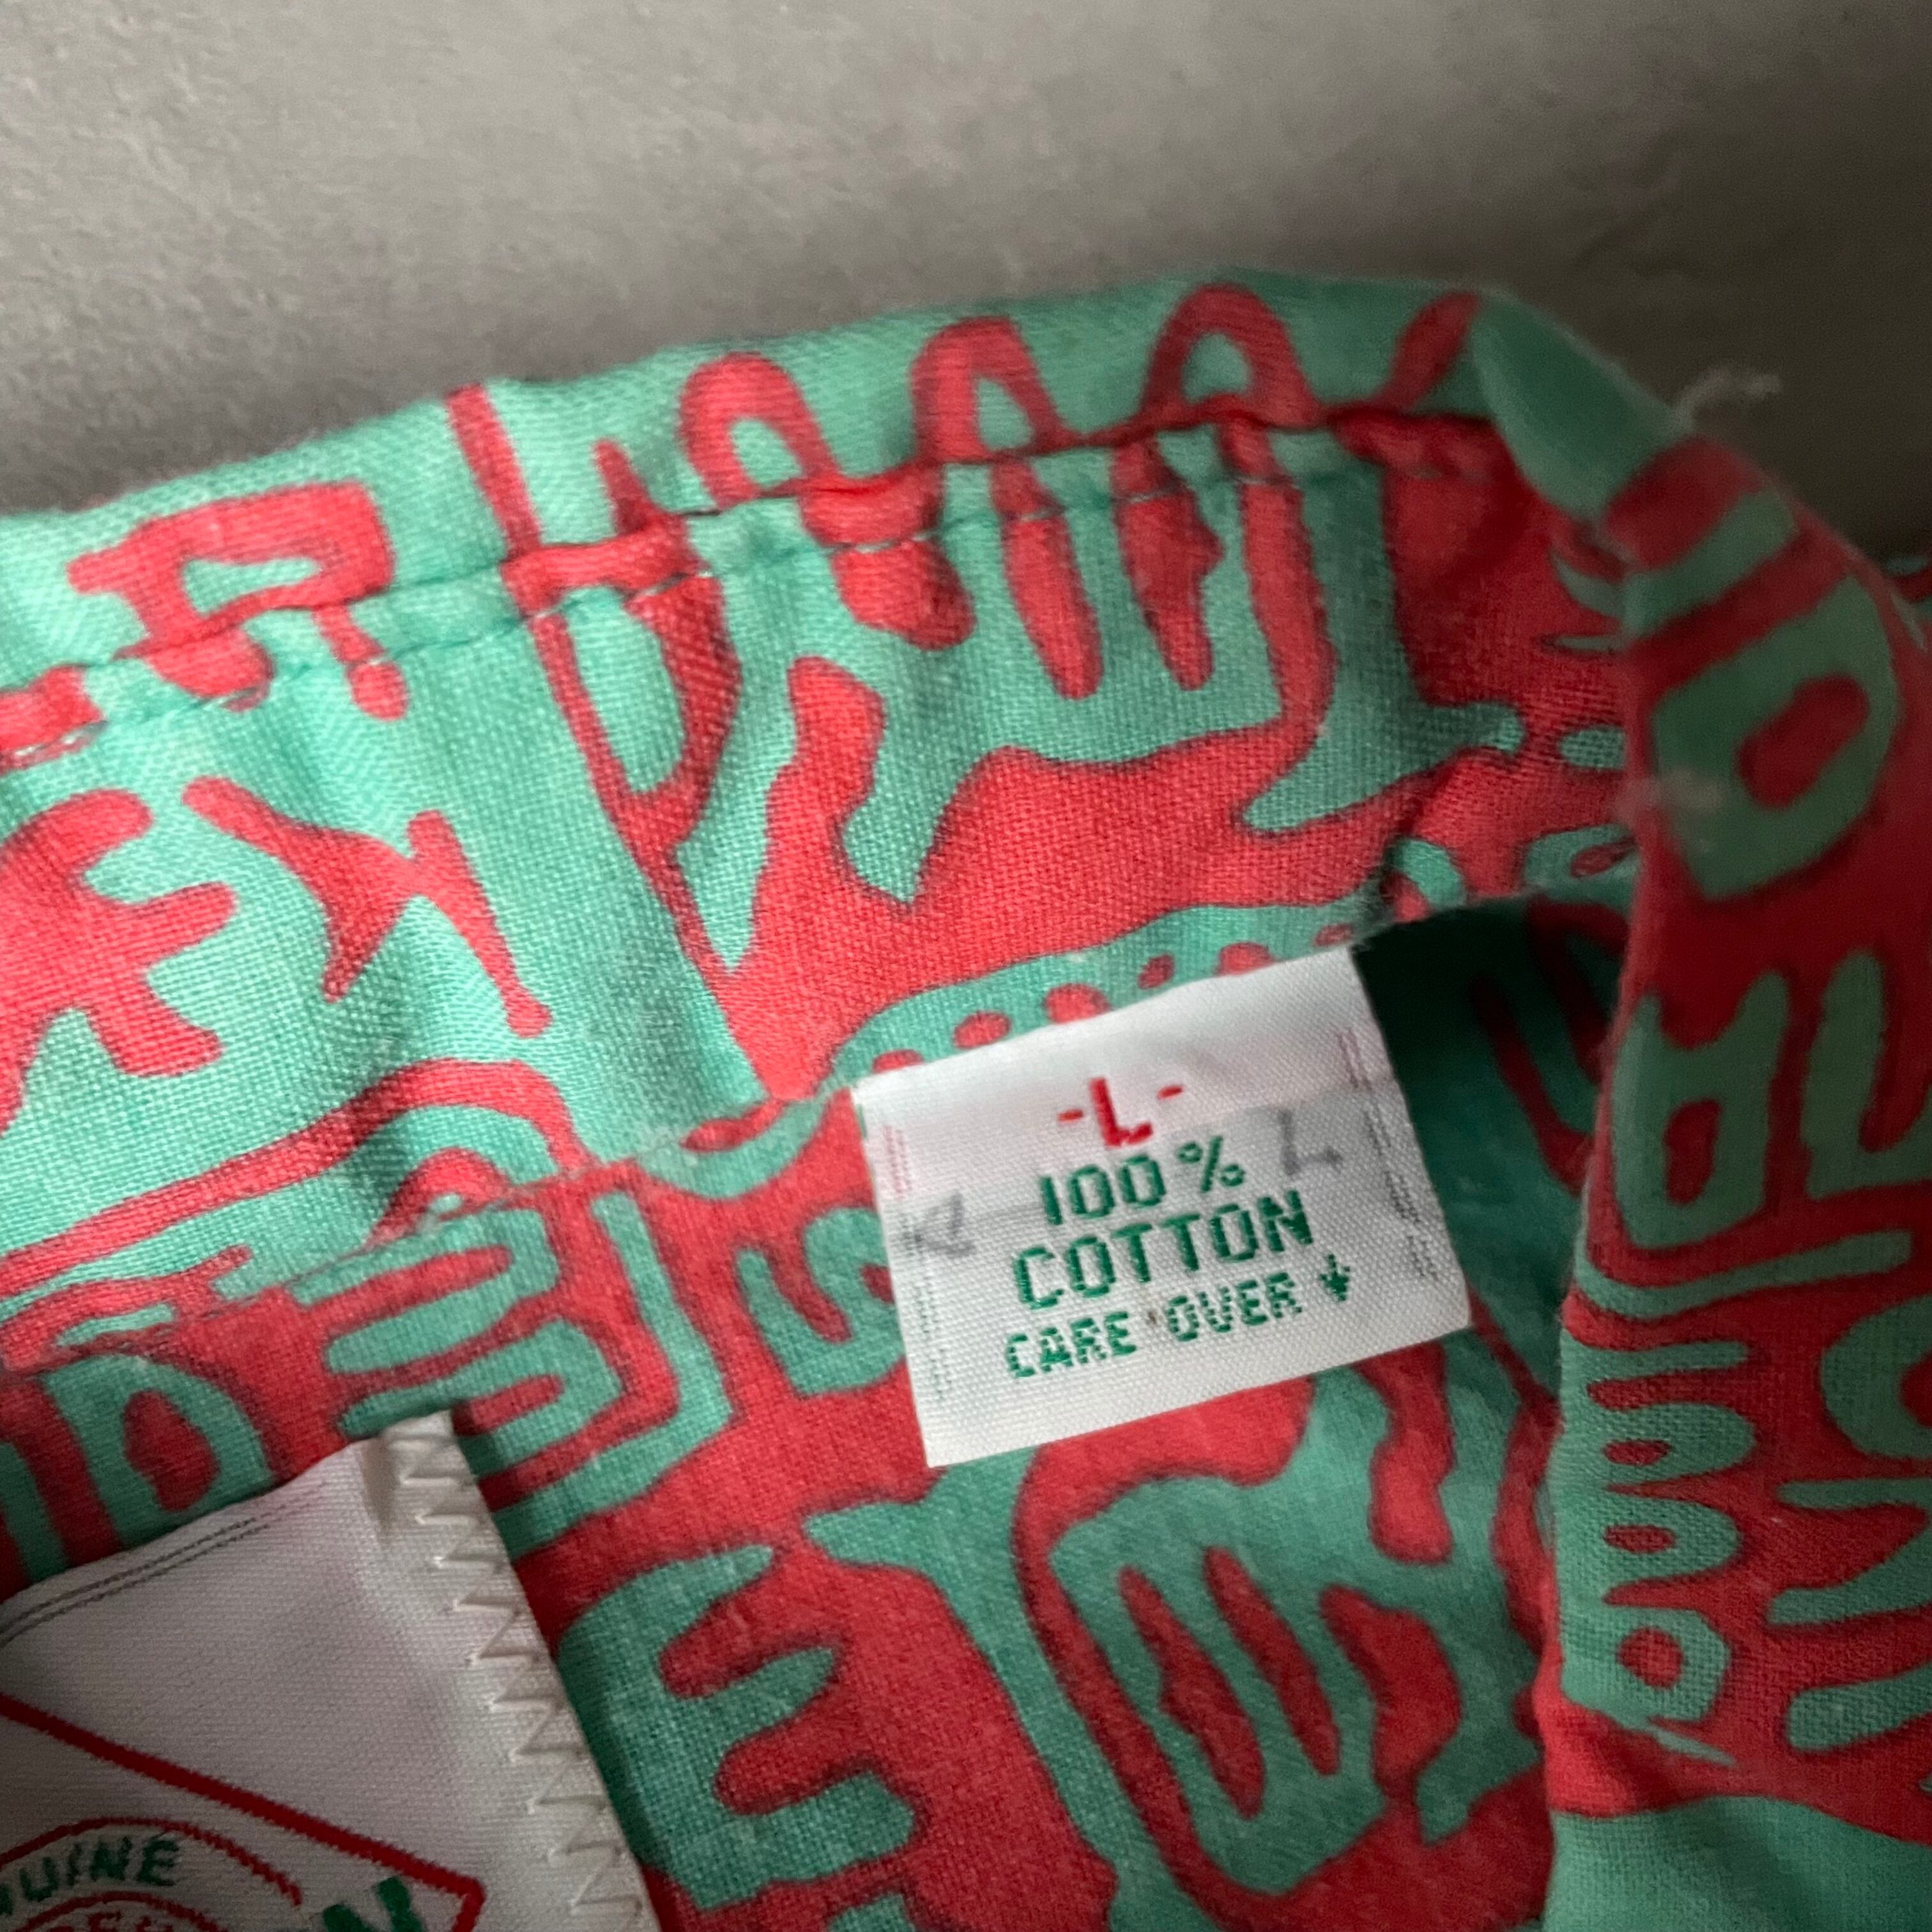 -L-
100%
COTTON
CARE OVER